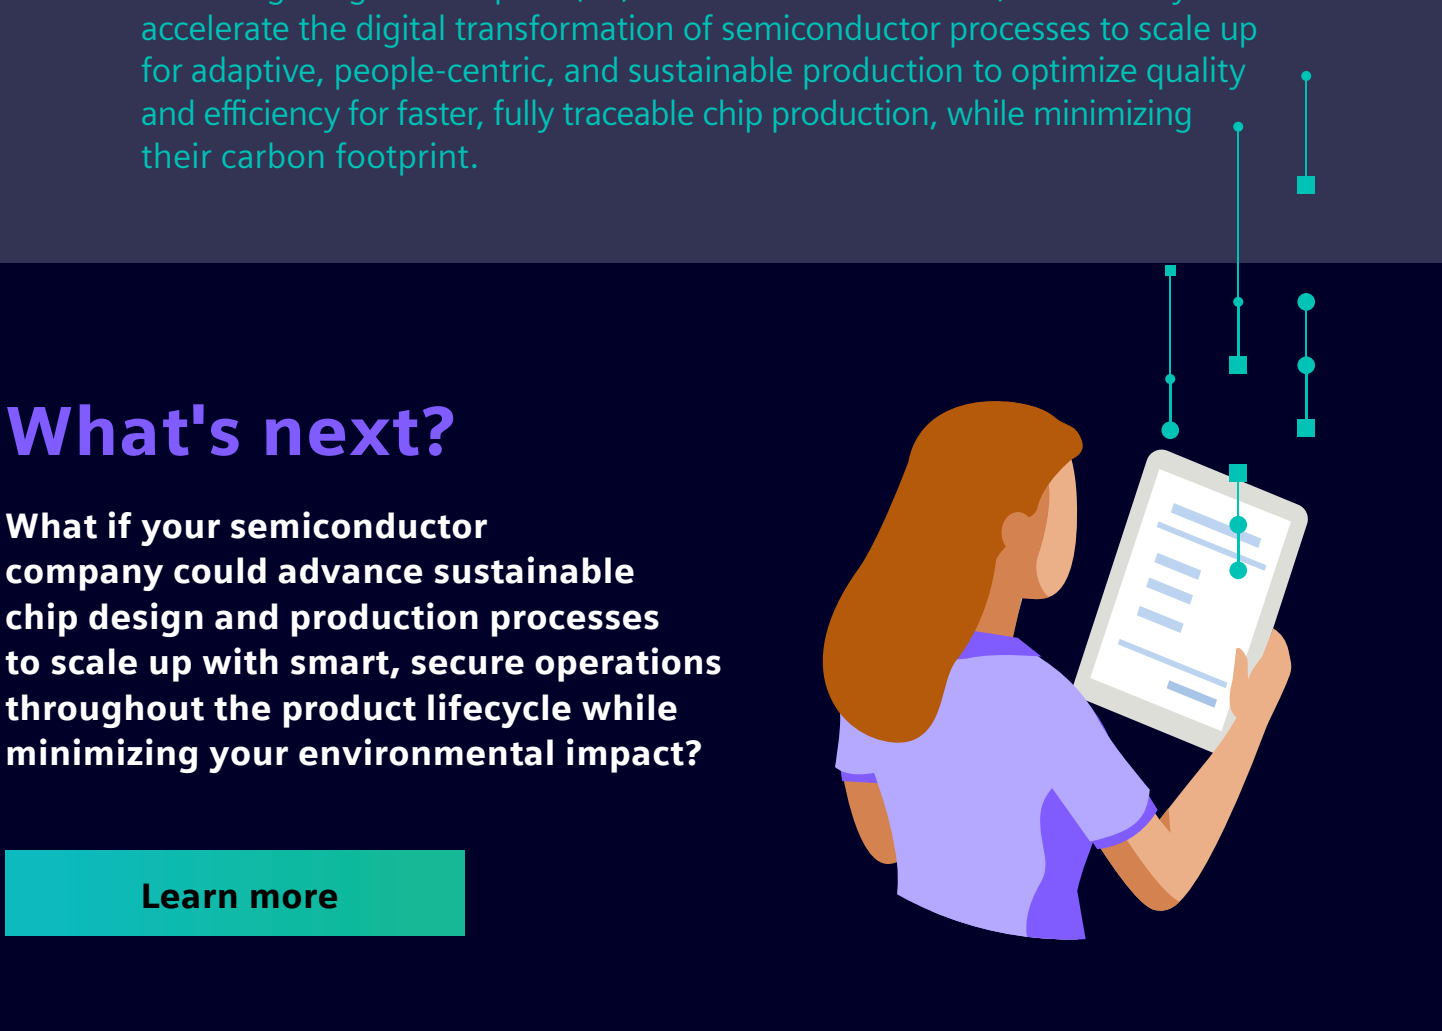 accelerate the digital transformation of semiconductor processes to scale up
for adaptive, people-centric, and sustainable production to optimize quality
and efficiency for faster, fully traceable chip production, while minimizing
their carbon footprint.
What's next?
What if your semiconductor
company could advance sustainable
chip design and production processes
to scale up with smart, secure operations
throughout the product lifecycle while
minimizing your environmental impact?
Learn more